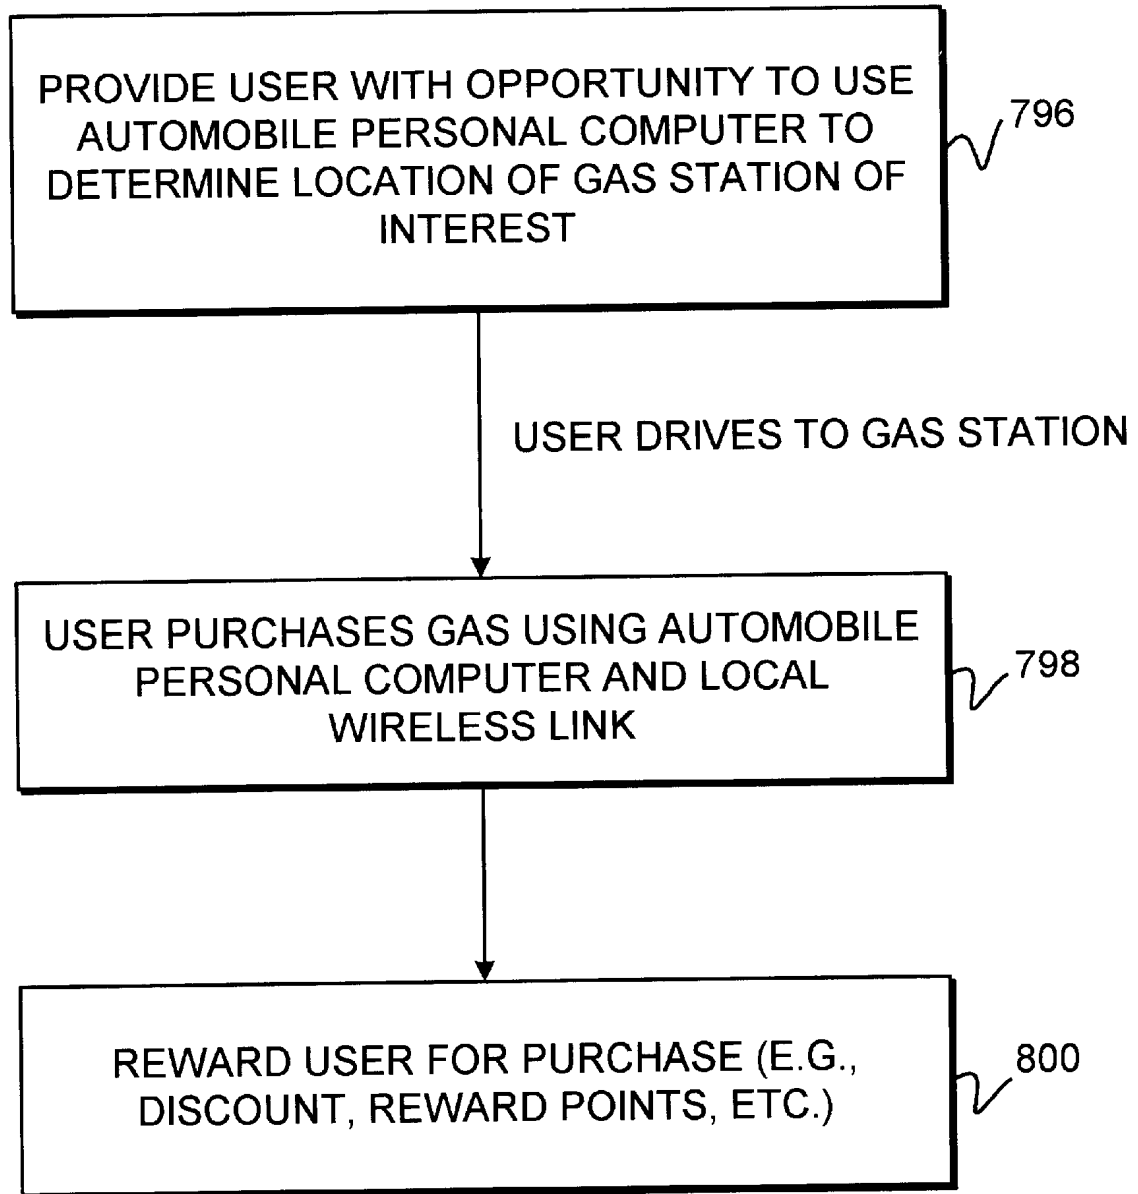 PROVIDE USER WITH OPPORTUNITY TO USE
AUTOMOBILE PERSONAL COMPUTER TO
DETERMINE LOCATION OF GAS STATION OF
INTEREST
796
USER DRIVES TO GAS STATION
USER PURCHASES GAS USING AUTOMOBILE
PERSONAL COMPUTER AND LOCAL
WIRELESS LINK
798
REWARD USER FOR PURCHASE (E.G.,
DISCOUNT, REWARD POINTS, ETC.)
800